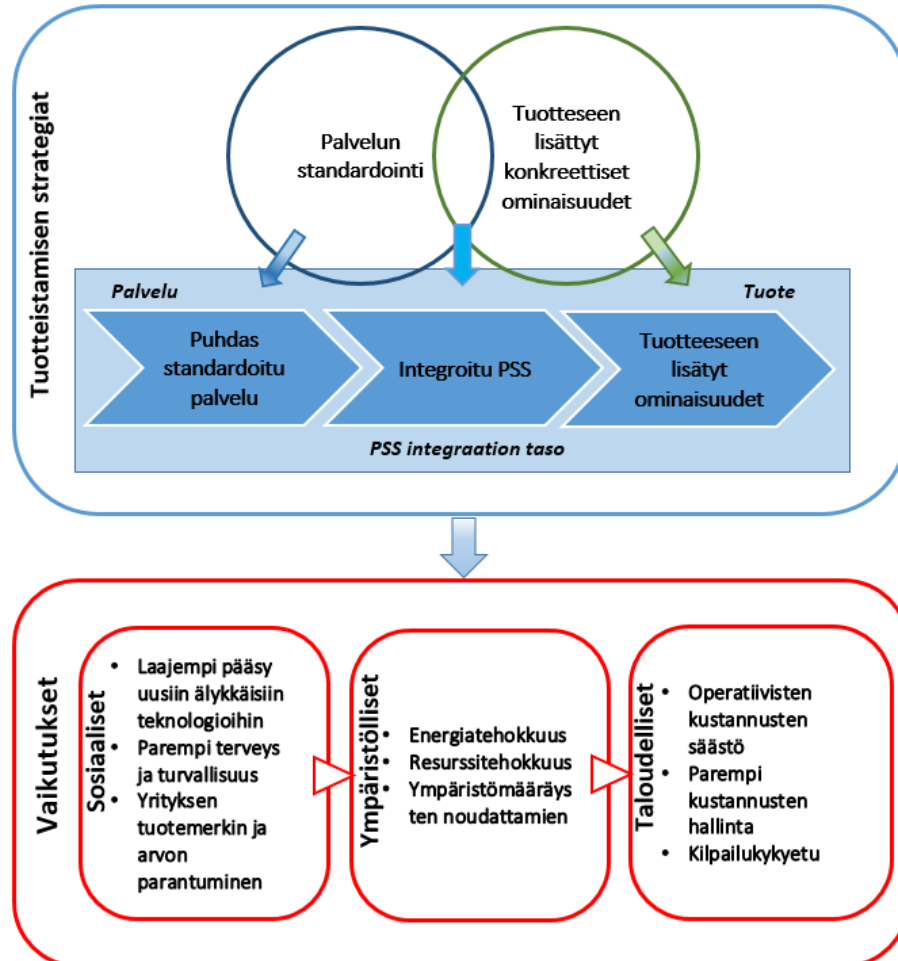 Tuotteistamisen strategiat
Palvelun
standardointi
Tuotteseen
lisättyt
konkreettiset
ominaisuudet
Palvelu
Tuote
Puhdas
standardoitu
palvelu
Integroitu PSS
Tuotteeseen
lisätyt
ominaisuudet
PSS integraation taso
Vaikutukset
Sosiaaliset
• Laajempi pääsy
uusiin älykkäisiin
teknologioihin
• Parempi terveys
ja turvallisuus
• Yrityksen
tuotemerkin ja
arvon
parantuminen
Ympäristölliset
• Energiatehokkuus
• Resurssitehokkuus
• Ympäristömääräys
ten noudattamien
Taloudelliset
• Operatiivisten
kustannusten
säästö
• Parempi
kustannusten
hallinta
• Kilpailukykyetu